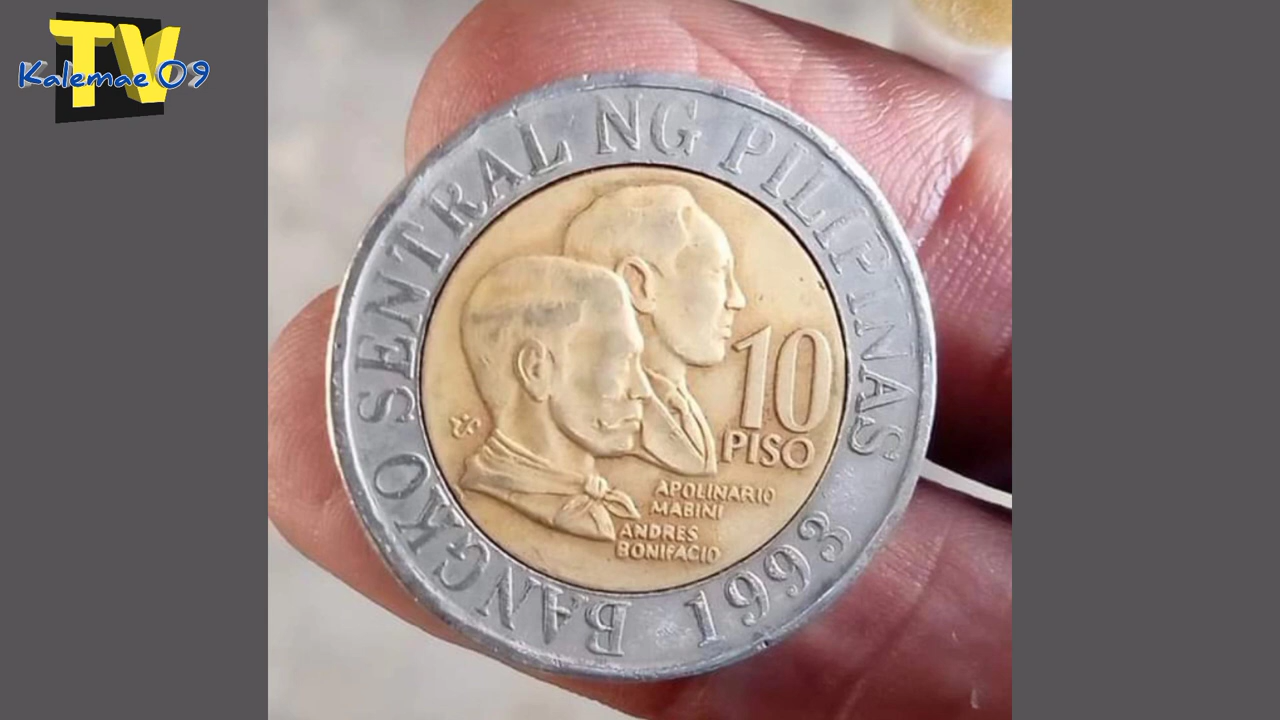 TV
Kalemae 09
BANGKO SENTRAL NG PILIPINAS
1993
10
PISO
APOLINARIO
MABINI
ANDRES
BONIFACIO